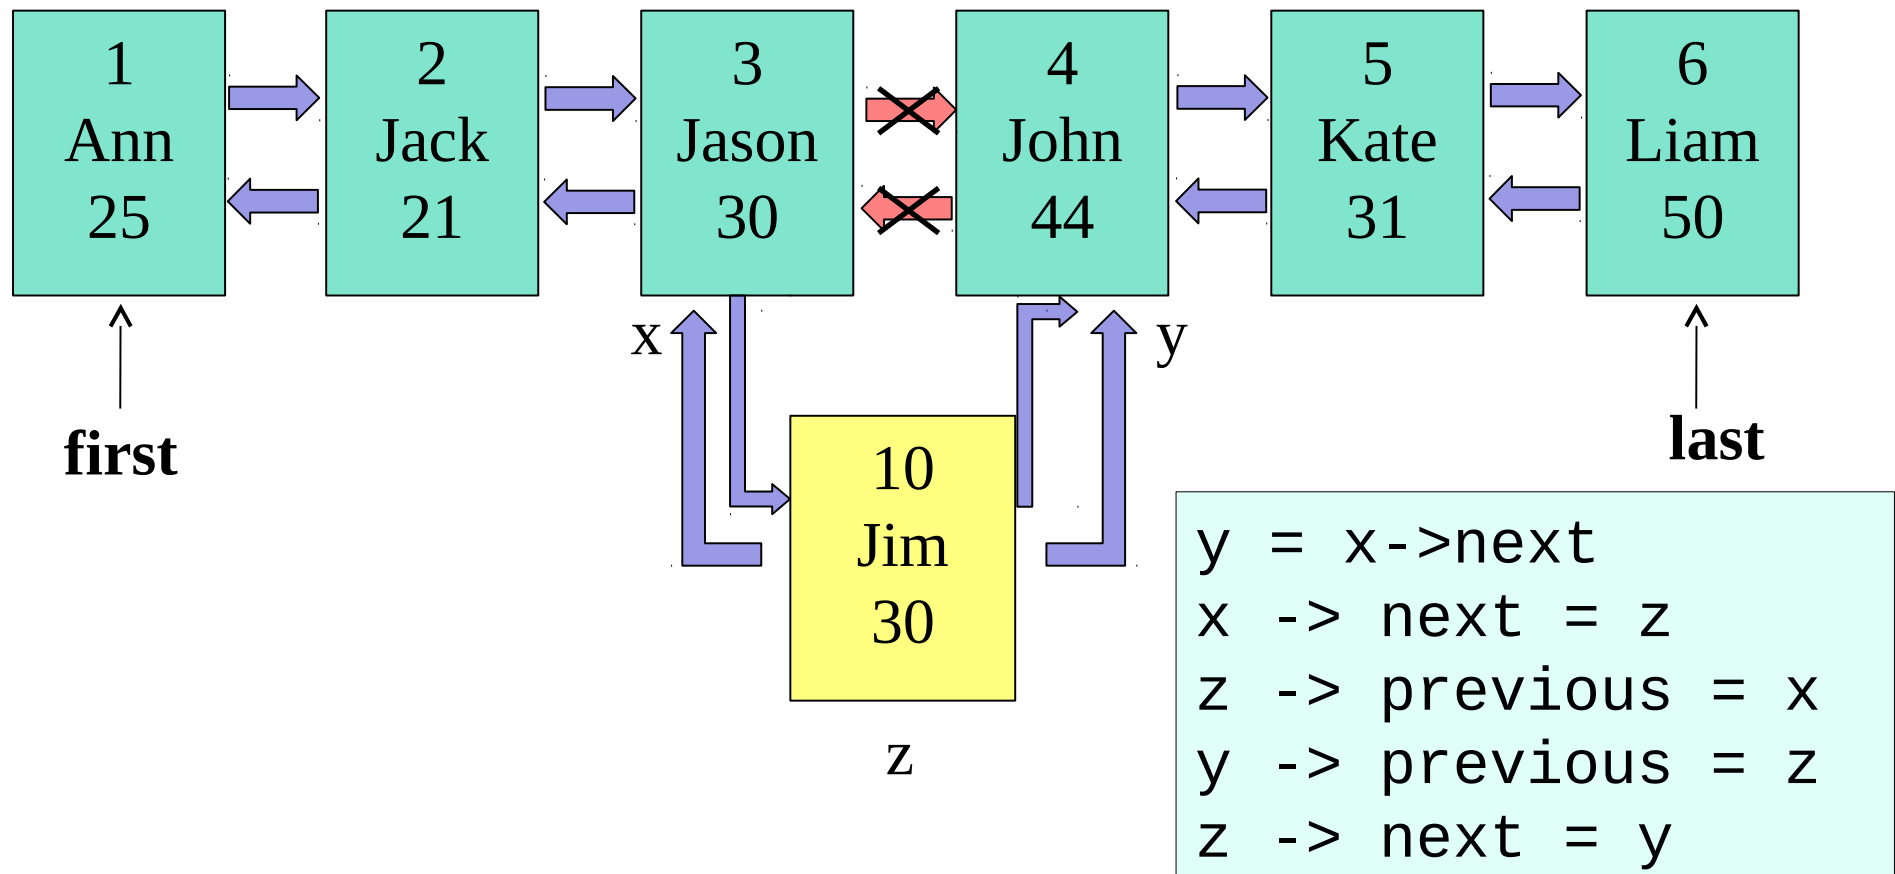 1
Ann
25
2
Jack
21
3
Jason
30
4
John
44
5
Kate
31
6
Liam
50
x
y
first
last
10
Jim
30
z
y = x->next
x -> next = z
z -> previous = x
y -> previous = z
z -> next = y